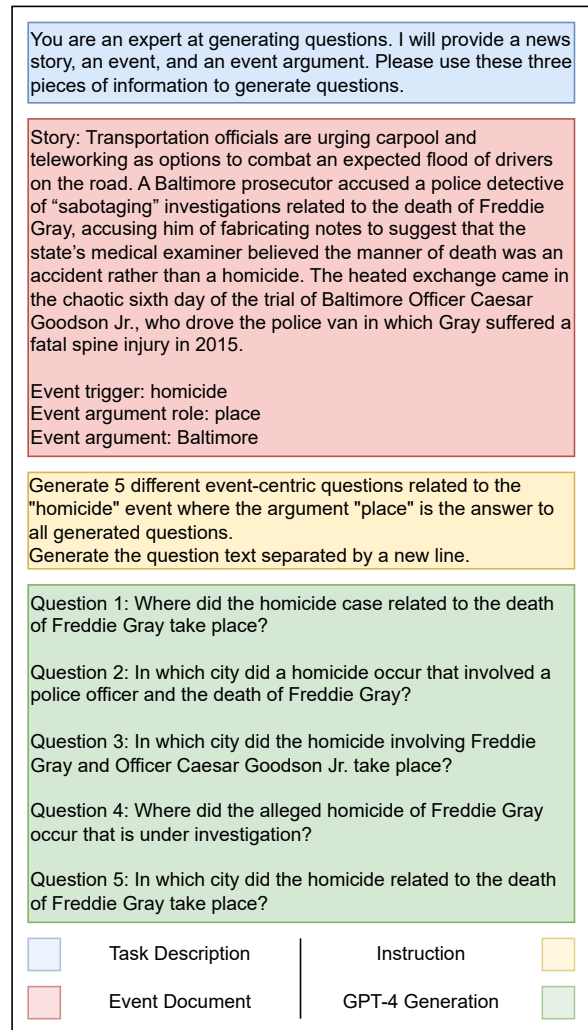 You are an expert at generating questions. I will provide a news
story, an event, and an event argument. Please use these three
pieces of information to generate questions.
Story: Transportation officials are urging carpool and
teleworking as options to combat an expected flood of drivers
on the road. A Baltimore prosecutor accused a police detective
of “sabotaging” investigations related to the death of Freddie
Gray, accusing him of fabricating notes to suggest that the
state’s medical examiner believed the manner of death was an
accident rather than a homicide. The heated exchange came in
the chaotic sixth day of the trial of Baltimore Officer Caesar
Goodson Jr., who drove the police van in which Gray suffered a
fatal spine injury in 2015.
Event trigger: homicide
Event argument role: place
Event argument: Baltimore
Generate 5 different event-centric questions related to the
"homicide" event where the argument "place" is the answer to
all generated questions.
Generate the question text separated by a new line.
Question 1: Where did the homicide case related to the death
of Freddie Gray take place?
Question 2: In which city did a homicide occur that involved a
police officer and the death of Freddie Gray?
Question 3: In which city did the homicide involving Freddie
Gray and Officer Caesar Goodson Jr. take place?
Question 4: Where did the alleged homicide of Freddie Gray
occur that is under investigation?
Question 5: In which city did the homicide related to the death
of Freddie Gray take place?
Task Description
Instruction
Event Document
GPT-4 Generation